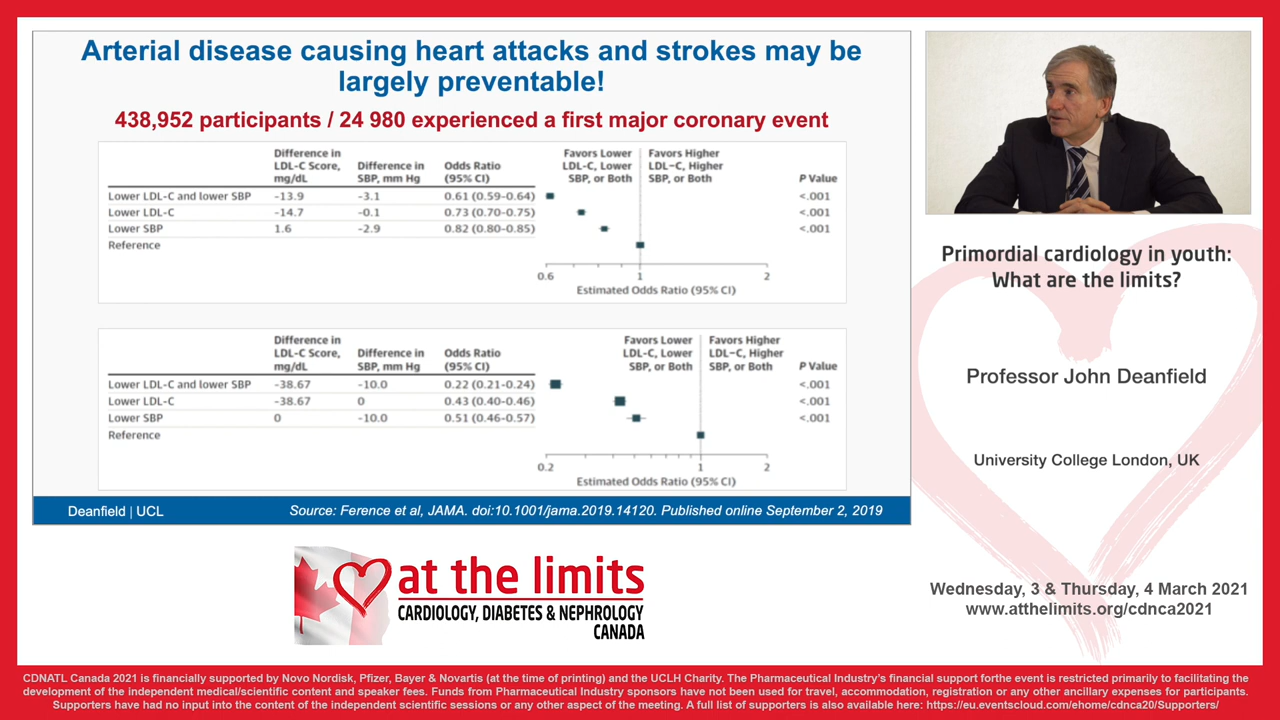 Arterial disease causing heart attacks and strokes may be
largely preventable!
438,952 participants / 24 980 experienced a first major coronary event
Difference in LDL-C Score, mg/dL Difference in SBP, mm Hg Odds Ratio (95% CI) Favors Lower LDL-C, Lower SBP, or Both Favors Higher LDL-C, Higher SBP, or Both P Value
Lower LDL-C and lower SBP -13.9 -3.1 0.61 (0.59-0.64) <.001
Lower LDL-C -14.7 -0.1 0.73 (0.70-0.75) <.001
Lower SBP 1.6 -2.9 0.82 (0.80-0.85) <.001
Reference
0.6 1 2
Estimated Odds Ratio (95% CI)
Difference in LDL-C Score, mg/dL Difference in SBP, mm Hg Odds Ratio (95% CI) Favors Lower LDL-C, Lower SBP, or Both Favors Higher LDL-C, Higher SBP, or Both P Value
Lower LDL-C and lower SBP -38.67 -10.0 0.22 (0.21-0.24) <.001
Lower LDL-C -38.67 0 0.43 (0.40-0.46) <.001
Lower SBP 0 -10.0 0.51 (0.46-0.57) <.001
Reference
0.2 1 2
Estimated Odds Ratio (95% CI)
Deanfield | UCL Source: Ference et al, JAMA. doi:10.1001/jama.2019.14120. Published online September 2, 2019
Primordial cardiology in youth:
What are the limits?
Professor John Deanfield
University College London, UK
at the limits
CARDIOLOGY, DIABETES & NEPHROLOGY
CANADA
Wednesday, 3 & Thursday, 4 March 2021
www.atthelimits.org/cdnca2021
CDNATL Canada 2021 is financially supported by Novo Nordisk, Pfizer, Bayer & Novartis (at the time of printing) and the UCLH Charity. The Pharmaceutical Industry's financial support forthe event is restricted primarily to facilitating the
development of the independent medical/scientific content and speaker fees. Funds from Pharmaceutical Industry sponsors have not been used for travel, accommodation, registration or any other ancillary expenses for participants.
Supporters have had no input into the content of the independent scientific sessions or any other aspect of the meeting. A full list of supporters is also available here: https://eu.eventscloud.com/ehome/cdnca20/Supporters/